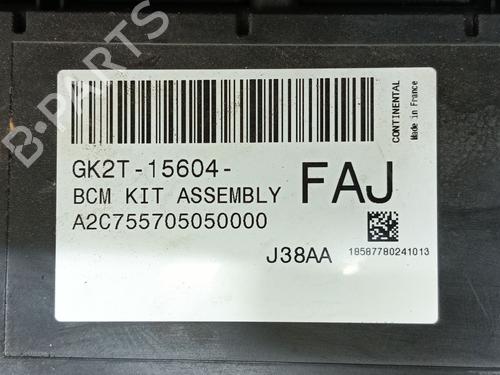 CONTINENTAL
Made in France
GK2T-15604-
BCM KIT ASSEMBLY
FAJ
A2C755705050000
J38AA
18587780241013
B-PARTS